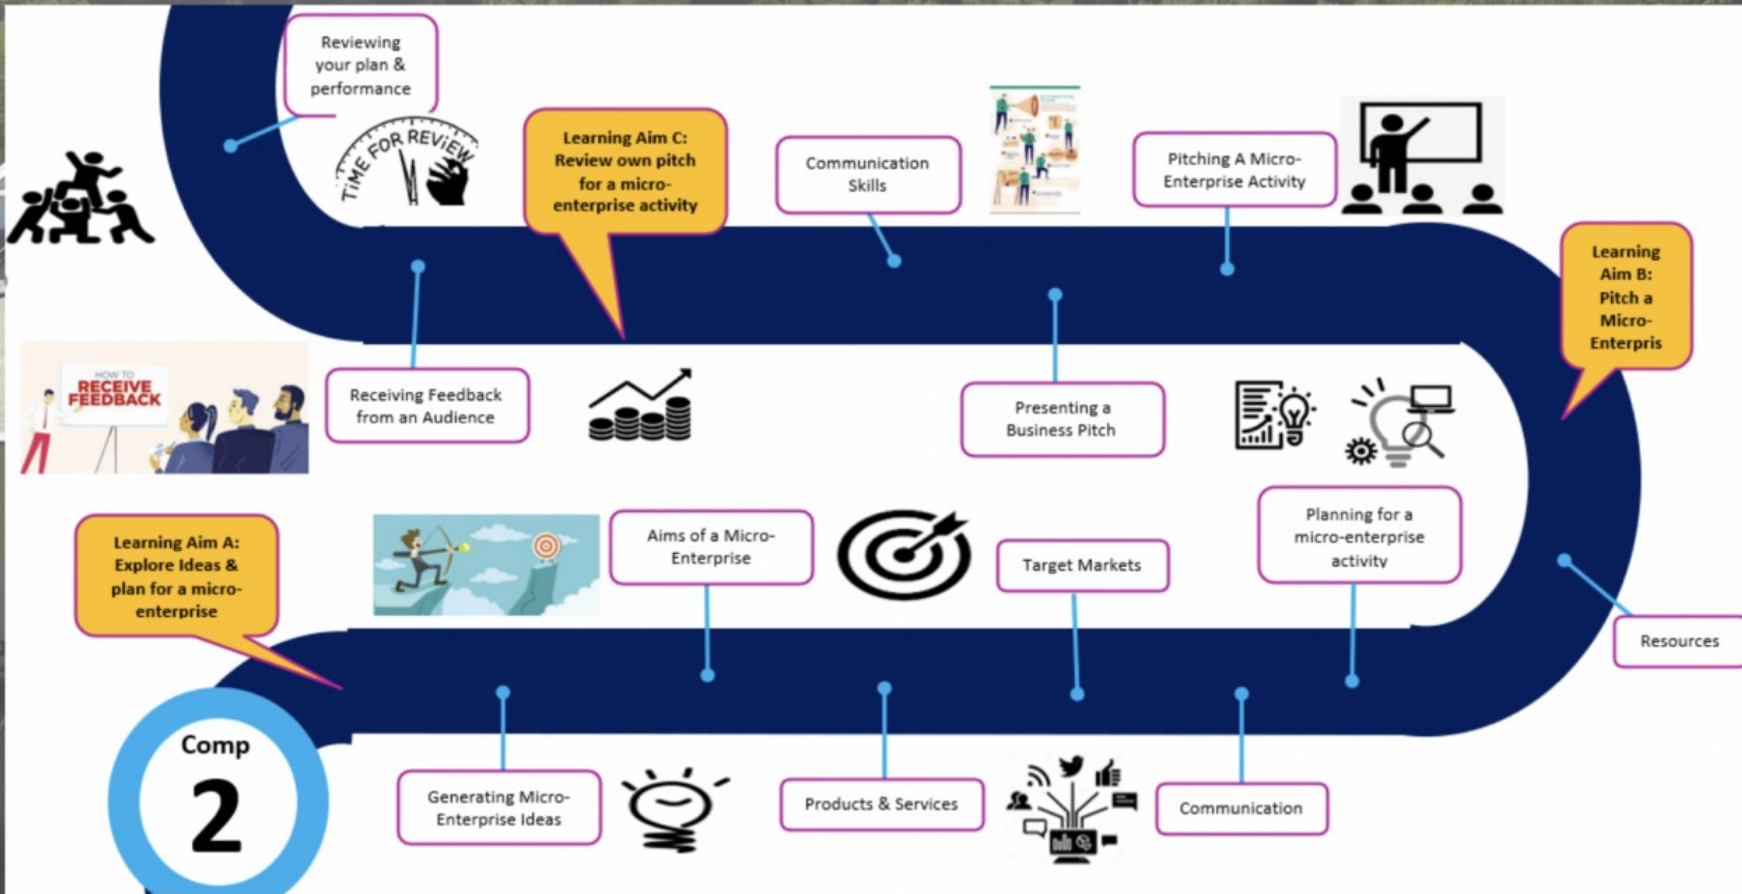 Reviewing
your plan &
performance
TIME FOR REVIEW
Learning Aim C:
Review own pitch
for a micro-
enterprise activity
Communication
Skills
Pitching A Micro-
Enterprise Activity
Learning
Aim B:
Pitch a
Micro-
Enterpris
HOW TO
RECEIVE
FEEDBACK
Receiving Feedback
from an Audience
Presenting a
Business Pitch
Learning Aim A:
Explore Ideas &
plan for a micro-
enterprise
Aims of a Micro-
Enterprise
Target Markets
Planning for a
micro-enterprise
activity
Resources
Comp
2
Generating Micro-
Enterprise Ideas
Products & Services
Communication